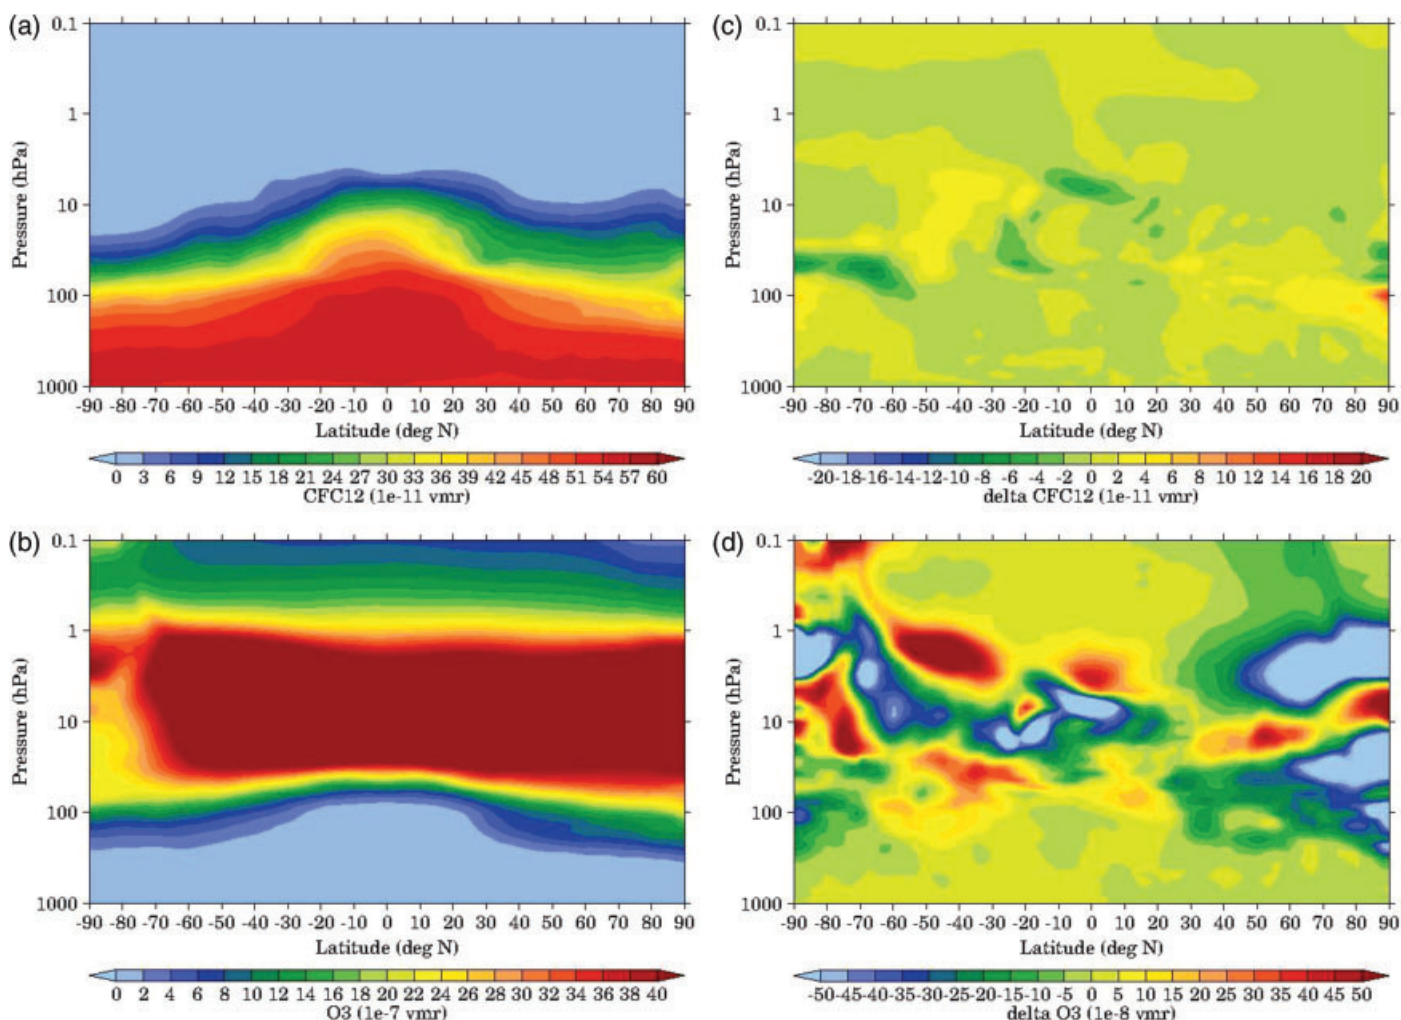 (a)
0.1
1
10
100
1000
Pressure (hPa)
-90 -80 -70 -60 -50 -40 -30 -20 -10 0 10 20 30 40 50 60 70 80 90
Latitude (deg N)
0 3 6 9 12 15 18 21 24 27 30 33 36 39 42 45 48 51 54 57 60
CFC12 (1e-11 vmr)
(c)
0.1
1
10
100
1000
Pressure (hPa)
-90 -80 -70 -60 -50 -40 -30 -20 -10 0 10 20 30 40 50 60 70 80 90
Latitude (deg N)
-20-18-16-14-12-10 -8 -6 -4 -2 0 2 4 6 8 10 12 14 16 18 20
delta CFC12 (1e-11 vmr)
(b)
0.1
1
10
100
1000
Pressure (hPa)
-90 -80 -70 -60 -50 -40 -30 -20 -10 0 10 20 30 40 50 60 70 80 90
Latitude (deg N)
0 2 4 6 8 10 12 14 16 18 20 22 24 26 28 30 32 34 36 38 40
O3 (1e-7 vmr)
(d)
0.1
1
10
100
1000
Pressure (hPa)
-90 -80 -70 -60 -50 -40 -30 -20 -10 0 10 20 30 40 50 60 70 80 90
Latitude (deg N)
-50-45-40-35-30-25-20-15-10 -5 0 5 10 15 20 25 30 35 40 45 50
delta O3 (1e-8 vmr)